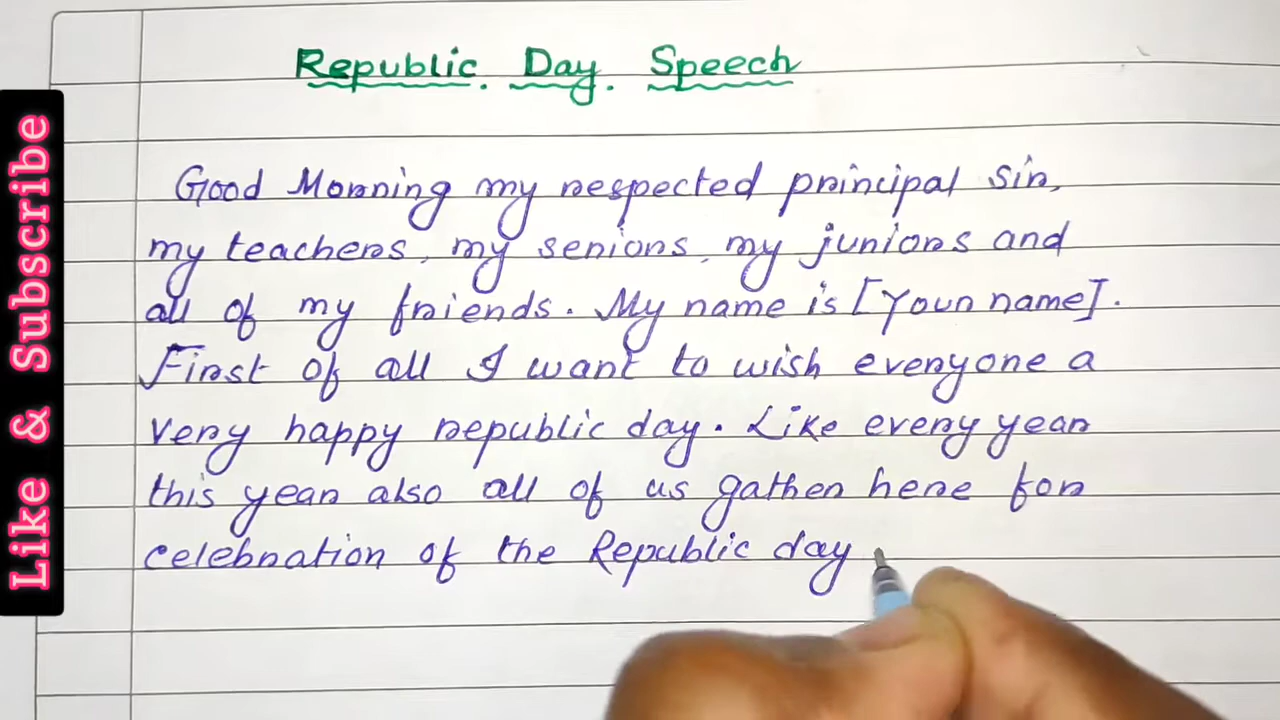 Republic Day Speech
Like & Subscribe
Good Morning my respected principal sir,
my teachers, my seniors, my juniors and
all of my friends. My name is [Your name].
First of all I want to wish everyone a
very happy republic day. Like every year
this year also all of us gather here for
celebration of the Republic day